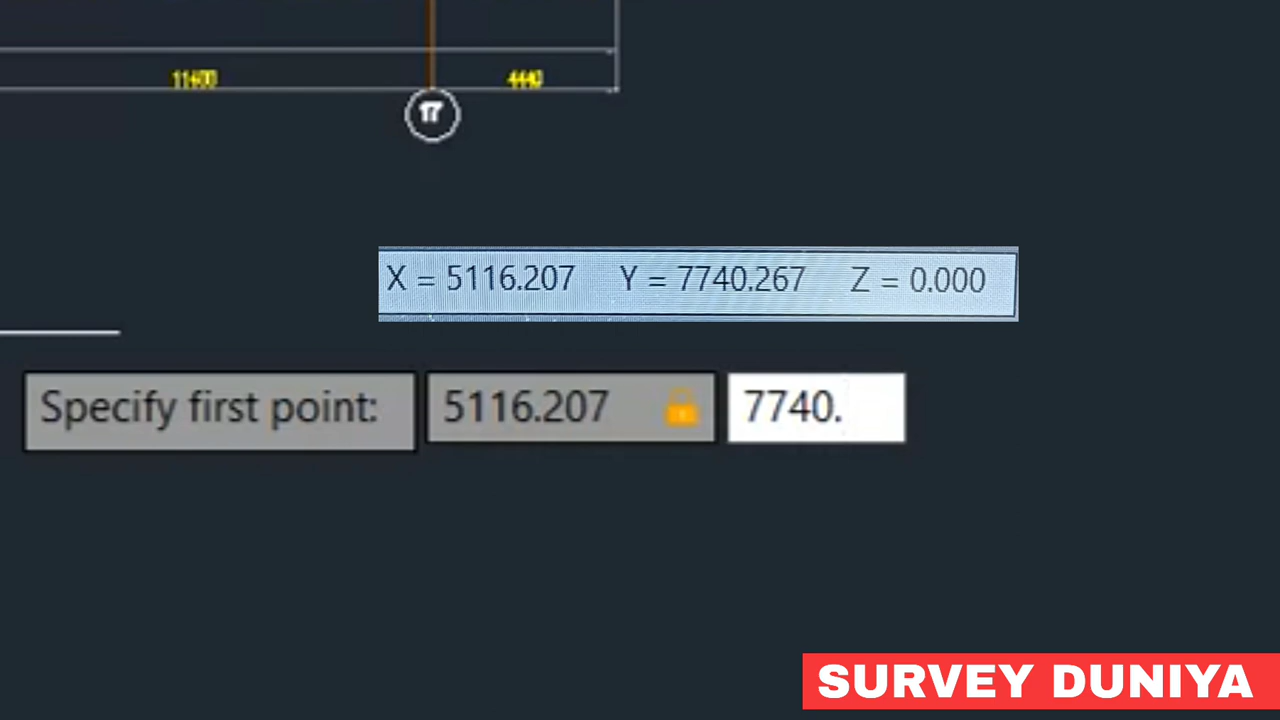 11400 4440
17
X = 5116.207 Y = 7740.267 Z = 0.000
Specify first point: 5116.207 7740.
SURVEY DUNIYA